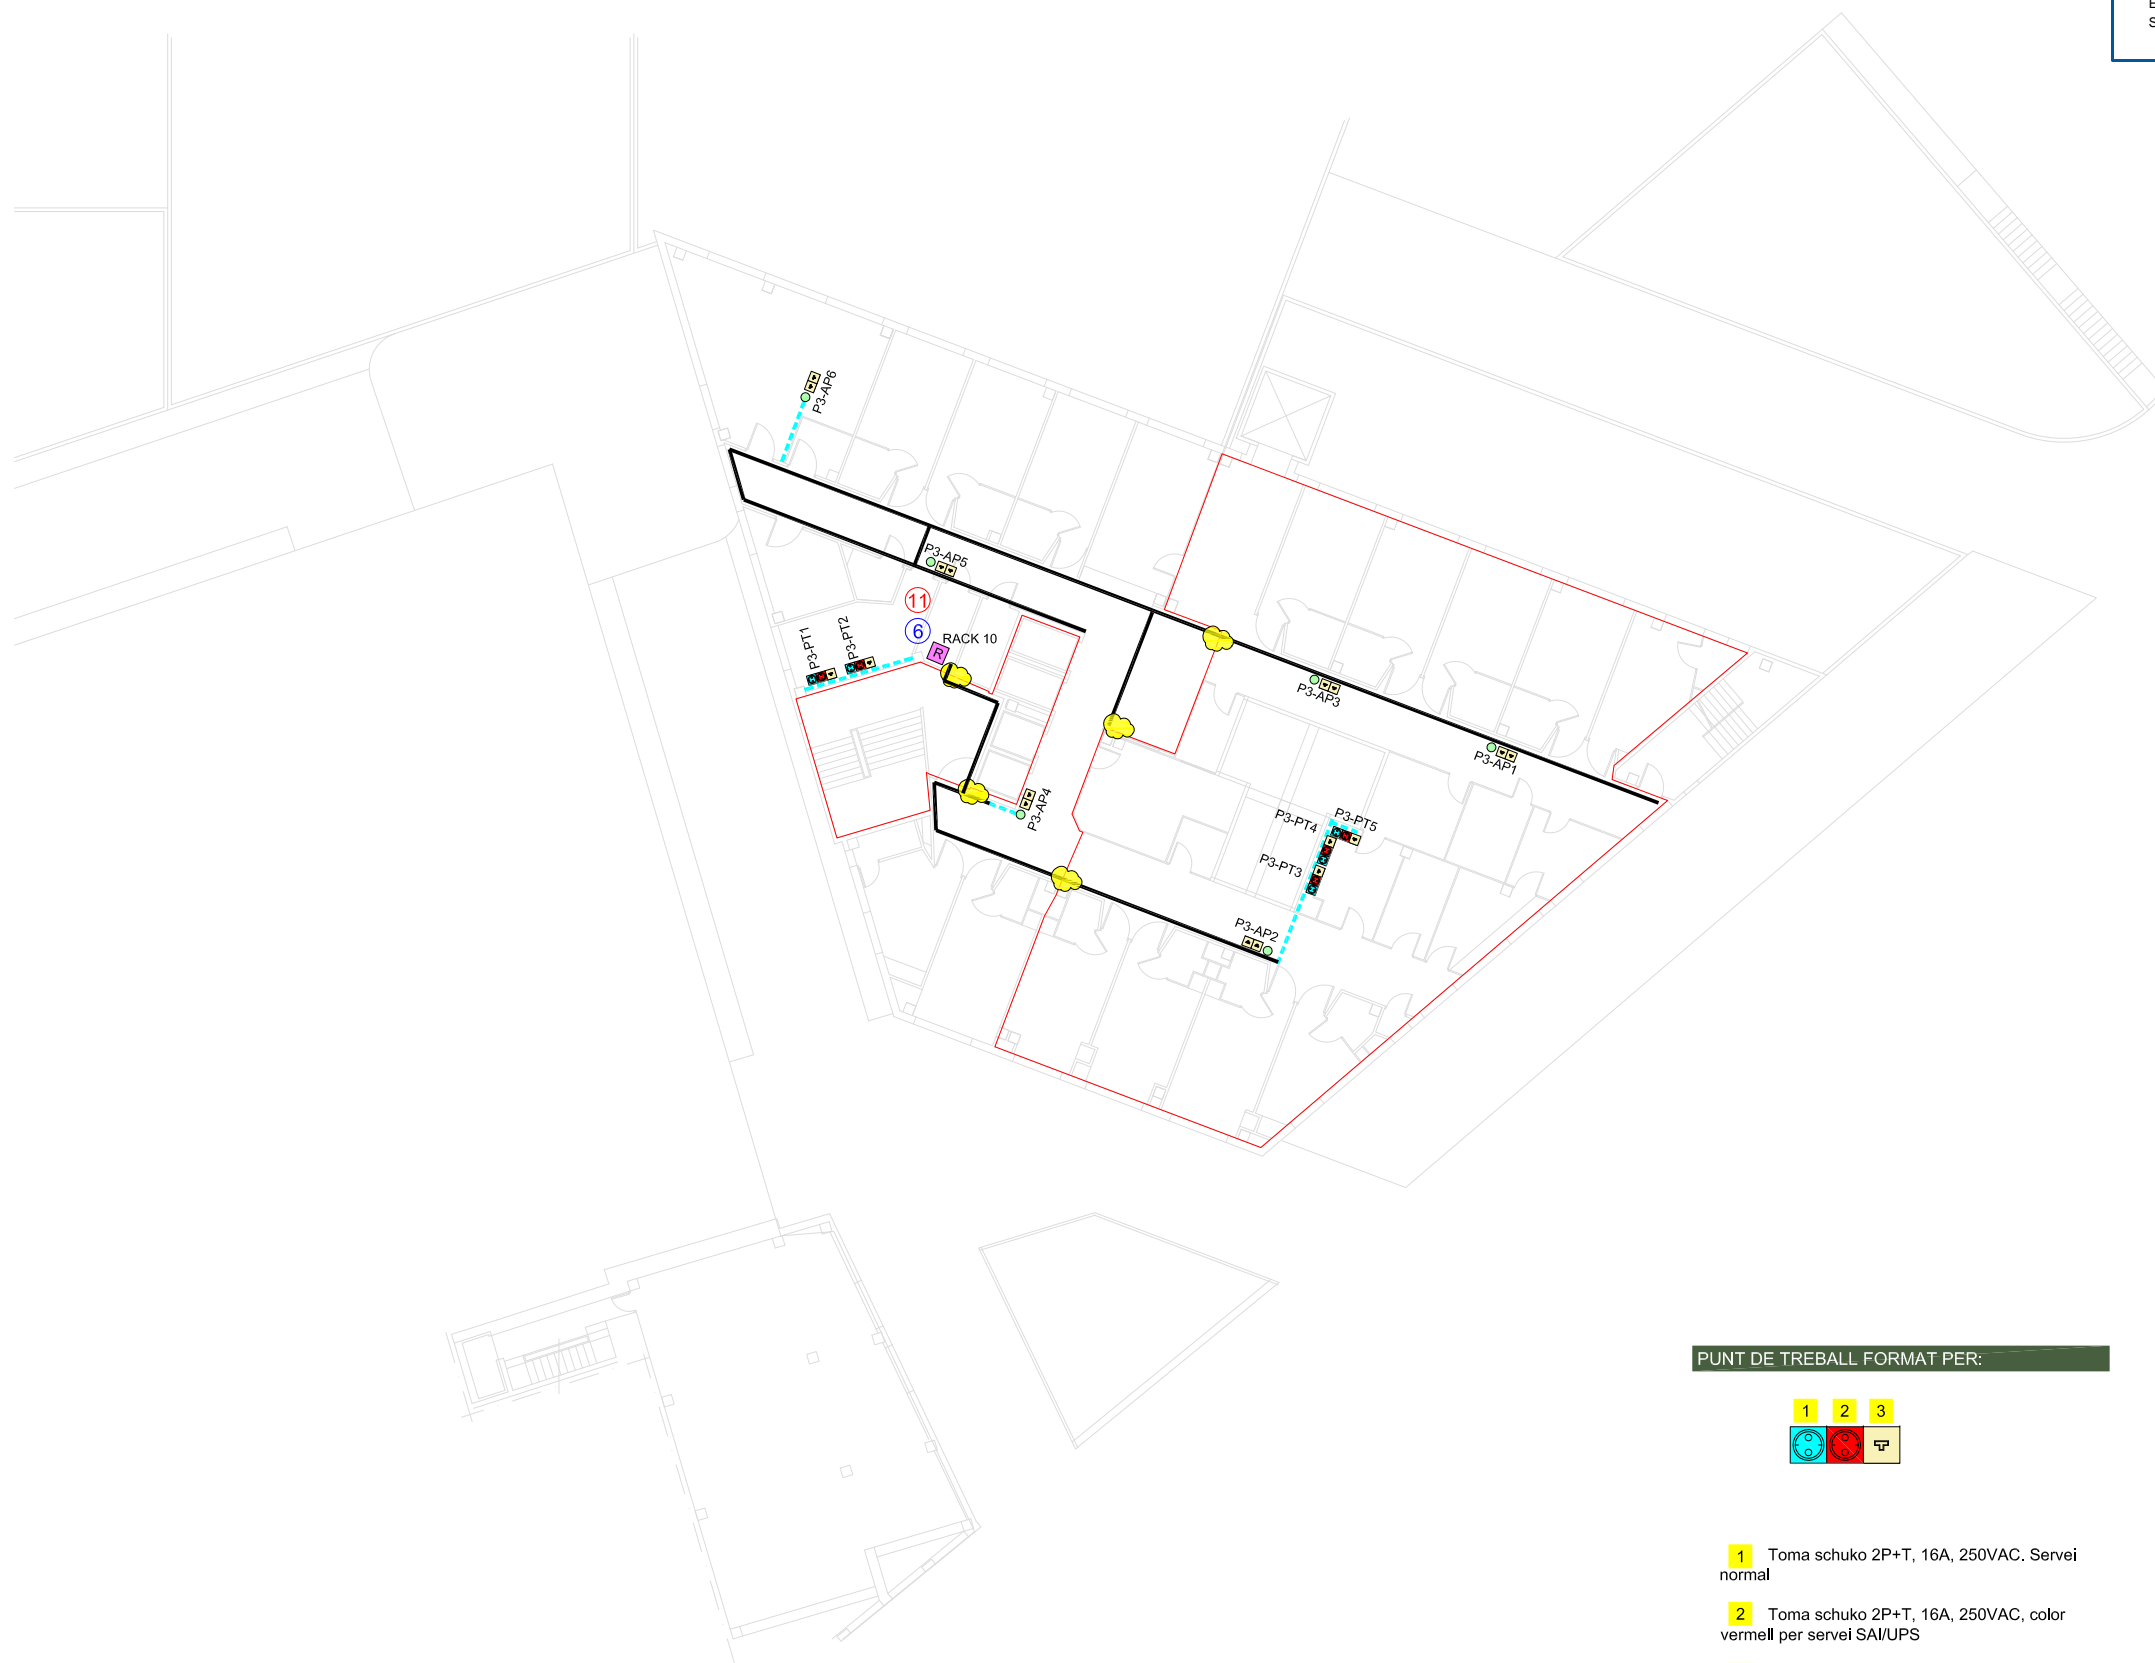 P3-AP6
P3-AP5
11
6
RACK 10
R
P3-PT1
P3-PT2
P3-AP3
P3-AP1
P3-AP4
P3-PT4
P3-PT5
P3-PT3
P3-AP2
PUNT DE TREBALL FORMAT PER:
1 2 3
1 Toma schuko 2P+T, 16A, 250VAC. Servei
normal
2 Toma schuko 2P+T, 16A, 250VAC, color
vermell per servei SAI/UPS